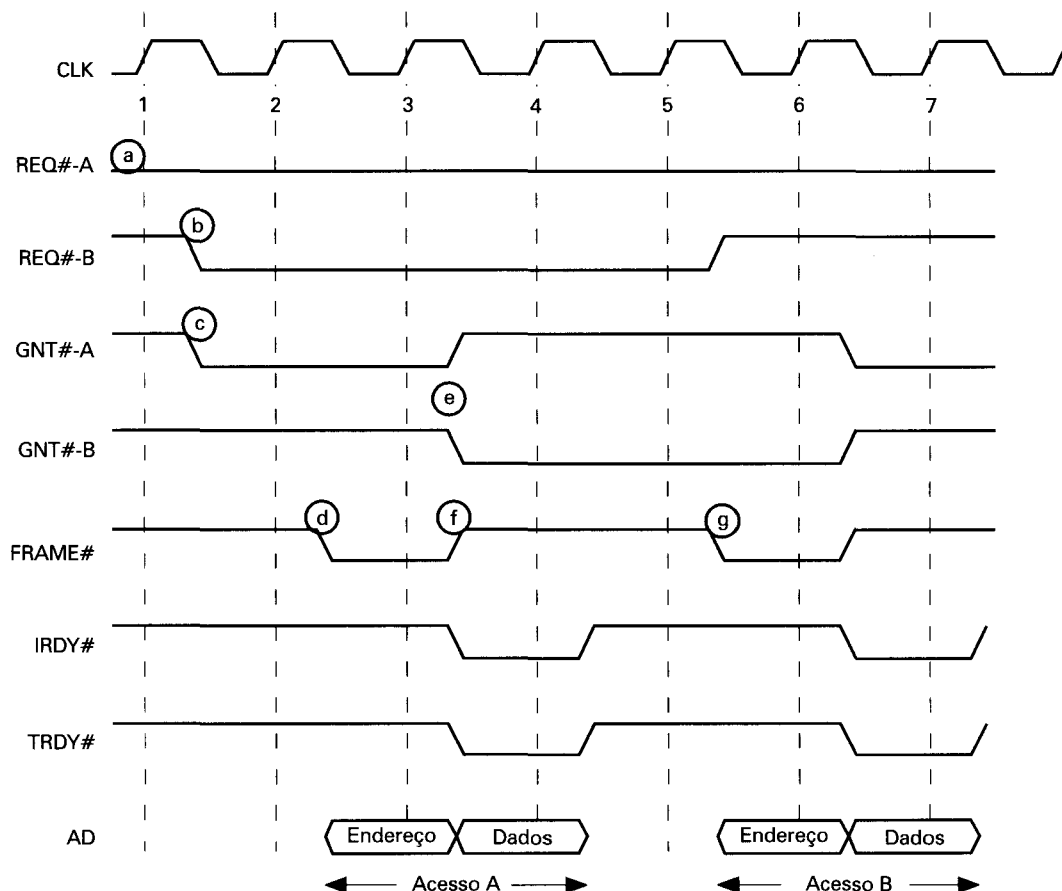 CLK
1 2 3 4 5 6 7
REQ#-A
a
REQ#-B
b
GNT#-A
c
e
GNT#-B
FRAME#
d f g
IRDY#
TRDY#
AD
Endereço Dados Endereço Dados
Acesso A Acesso B